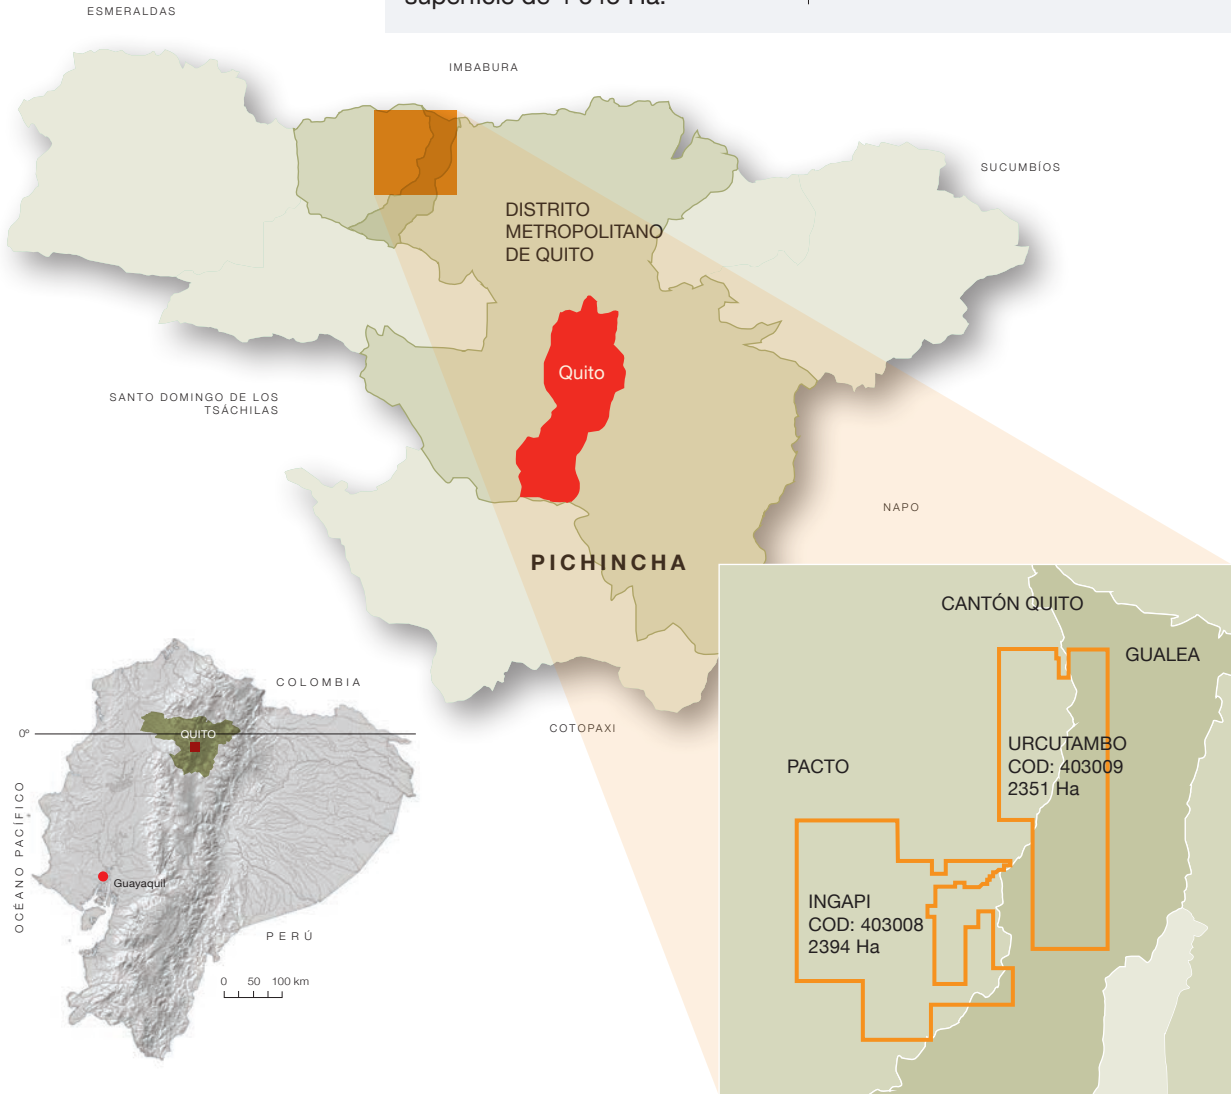 ESMERALDAS
IMBABURA
SUCUMBÍOS
DISTRITO
METROPOLITANO
DE QUITO
Quito
SANTO DOMINGO DE LOS
TSÁCHILAS
NAPO
PICHINCHA
COTOPAXI
CANTÓN QUITO
GUALEA
URCUTAMBO
COD: 403009
2351 Ha
PACTO
INGAPI
COD: 403008
2394 Ha
COLOMBIA
0º
QUITO
OCÉANO PACÍFICO
Guayaquil
PERÚ
0 50 100 km